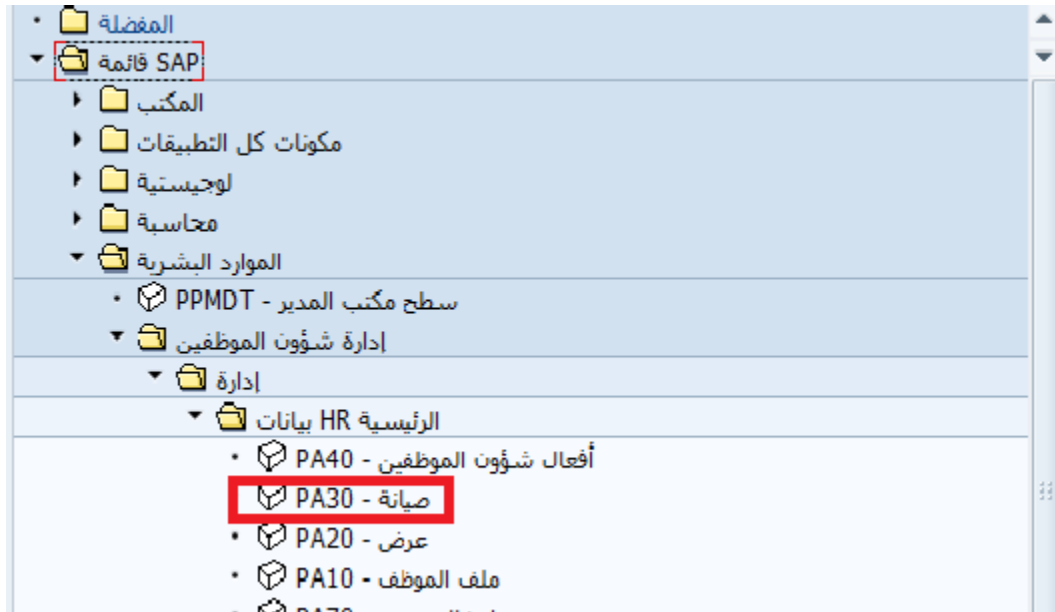 المفضلة
قائمة SAP
المكتب
مكونات كل التطبيقات
لوجيستية
محاسبة
الموارد البشرية
PPMDT - سطح مكتب المدير
إدارة شؤون الموظفين
إدارة
بيانات HR الرئيسية
PA40 - أفعال شؤون الموظفين
PA30 - صيانة
PA20 - عرض
PA10 - ملف الموظف